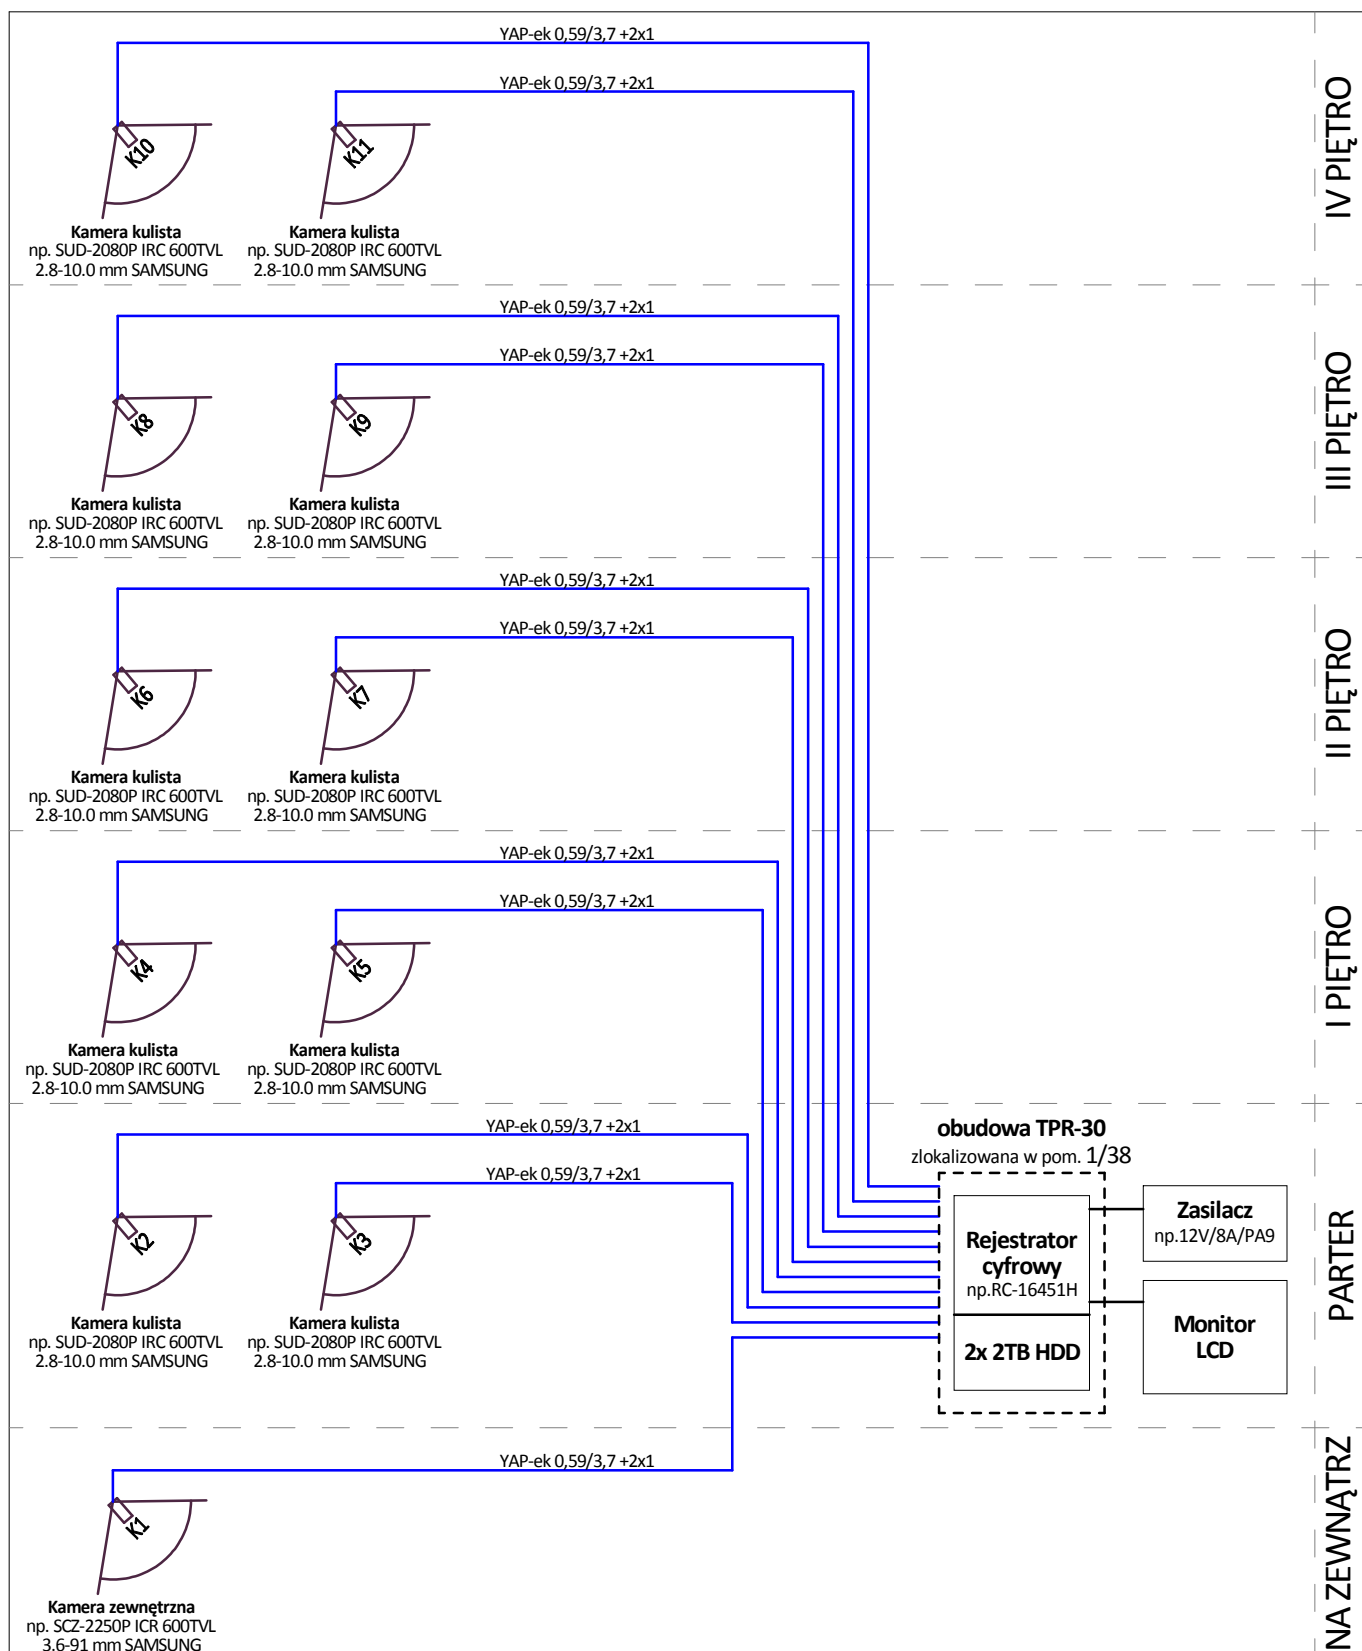 YAP-ek 0,59/3,7 +2x1
YAP-ek 0,59/3,7 +2x1
K10
K11
Kamera kulista
np. SUD-2080P IRC 600TVL
2.8-10.0 mm SAMSUNG
Kamera kulista
np. SUD-2080P IRC 600TVL
2.8-10.0 mm SAMSUNG
IV PIĘTRO
YAP-ek 0,59/3,7 +2x1
YAP-ek 0,59/3,7 +2x1
K8
K9
Kamera kulista
np. SUD-2080P IRC 600TVL
2.8-10.0 mm SAMSUNG
Kamera kulista
np. SUD-2080P IRC 600TVL
2.8-10.0 mm SAMSUNG
III PIĘTRO
YAP-ek 0,59/3,7 +2x1
YAP-ek 0,59/3,7 +2x1
K6
K7
Kamera kulista
np. SUD-2080P IRC 600TVL
2.8-10.0 mm SAMSUNG
Kamera kulista
np. SUD-2080P IRC 600TVL
2.8-10.0 mm SAMSUNG
II PIĘTRO
YAP-ek 0,59/3,7 +2x1
YAP-ek 0,59/3,7 +2x1
K4
K5
Kamera kulista
np. SUD-2080P IRC 600TVL
2.8-10.0 mm SAMSUNG
Kamera kulista
np. SUD-2080P IRC 600TVL
2.8-10.0 mm SAMSUNG
I PIĘTRO
YAP-ek 0,59/3,7 +2x1
YAP-ek 0,59/3,7 +2x1
K2
K3
Kamera kulista
np. SUD-2080P IRC 600TVL
2.8-10.0 mm SAMSUNG
Kamera kulista
np. SUD-2080P IRC 600TVL
2.8-10.0 mm SAMSUNG
obudowa TPR-30
zlokalizowana w pom. 1/38
Rejestrator
cyfrowy
np.RC-16451H
2x 2TB HDD
Zasilacz
np.12V/8A/PA9
Monitor
LCD
PARTER
YAP-ek 0,59/3,7 +2x1
K1
Kamera zewnętrzna
np. SCZ-2250P ICR 600TVL
3.6-91 mm SAMSUNG
NA ZEWNĄTRZ